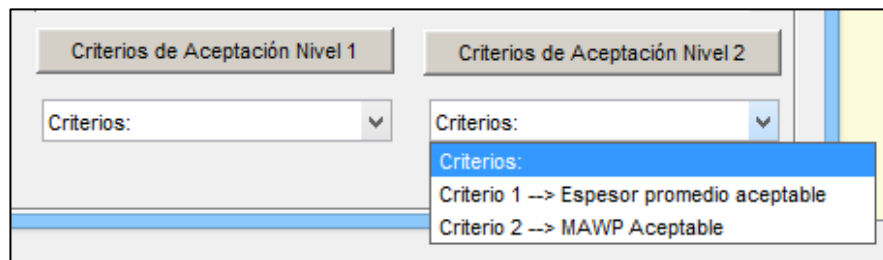 Criterios de Aceptación Nivel 1
Criterios de Aceptación Nivel 2
Criterios:
Criterios:
Criterios:
Criterio 1 --> Espesor promedio aceptable
Criterio 2 --> MAWP Aceptable